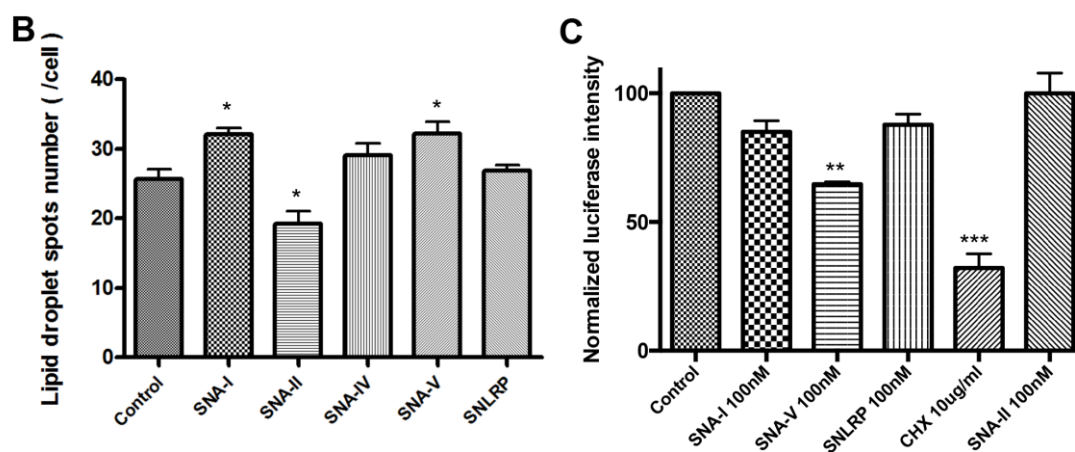 B
Lipid droplet spots number ( /cell )
40
30
20
10
0
*
*
*
Control
SNA-I
SNA-II
SNA-IV
SNA-V
SNLRP
C
Normalized luciferase intensity
100
50
0
**
***
Control
SNA-I 100nM
SNA-V 100nM
SNLRP 100nM
CHX 10ug/ml
SNA-II 100nM